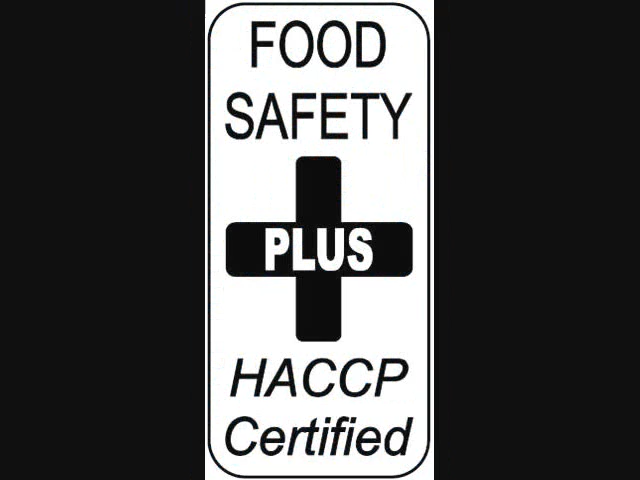 FOOD
SAFETY
PLUS
HACCP
Certified